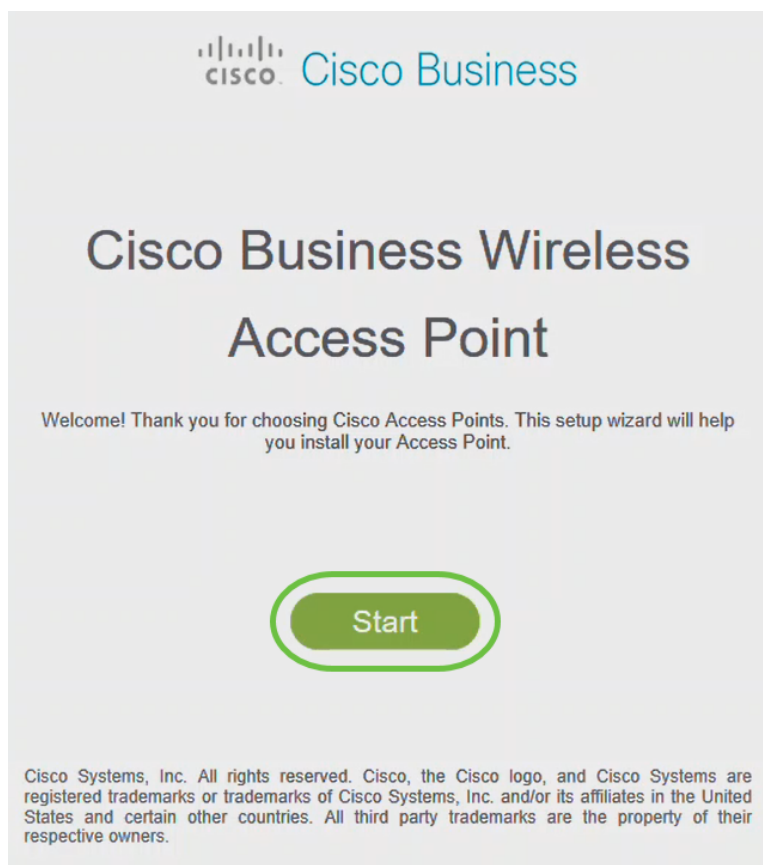 cisco. Cisco Business
Cisco Business Wireless
Access Point
Welcome! Thank you for choosing Cisco Access Points. This setup wizard will help
you install your Access Point.
Start
Cisco Systems, Inc. All rights reserved. Cisco, the Cisco logo, and Cisco Systems are
registered trademarks or trademarks of Cisco Systems, Inc. and/or its affiliates in the United
States and certain other countries. All third party trademarks are the property of their
respective owners.